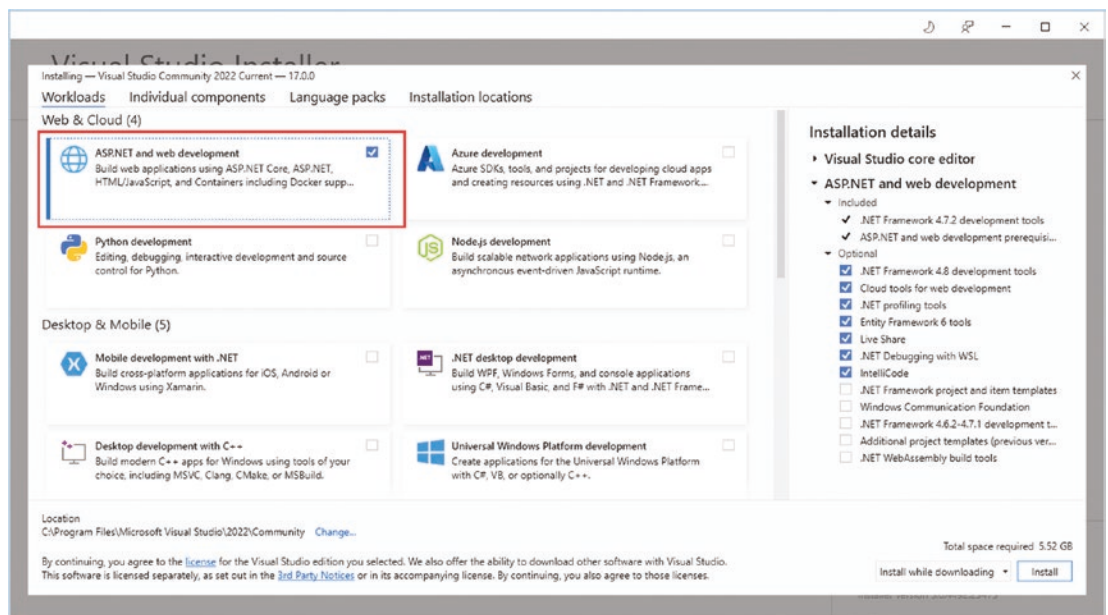 Visual Studio Installer
Installing — Visual Studio Community 2022 Current — 17.0.0
Workloads Individual components Language packs Installation locations
Web & Cloud (4)
ASP.NET and web development
Build web applications using ASP.NET Core, ASP.NET,
HTML/JavaScript, and Containers including Docker supp...
Azure development
Azure SDKs, tools, and projects for developing cloud apps
and creating resources using .NET and .NET Framework....
Python development
Editing, debugging, interactive development and source
control for Python.
Node.js development
Build scalable network applications using Node.js, an
asynchronous event-driven JavaScript runtime.
Desktop & Mobile (5)
Mobile development with .NET
Build cross-platform applications for iOS, Android or
Windows using Xamarin.
.NET desktop development
Build WPF, Windows Forms, and console applications
using C#, Visual Basic, and F# with .NET and .NET Frame...
Desktop development with C++
Build modern C++ apps for Windows using tools of your
choice, including MSVC, Clang, CMake, or MSBuild.
Universal Windows Platform development
Create applications for the Universal Windows Platform
with C#, VB, or optionally C++.
Installation details
Visual Studio core editor
ASP.NET and web development
Included
.NET Framework 4.7.2 development tools
ASP.NET and web development prerequisi...
Optional
.NET Framework 4.8 development tools
Cloud tools for web development
.NET profiling tools
Entity Framework 6 tools
Live Share
.NET Debugging with WSL
IntelliCode
.NET Framework project and item templates
Windows Communication Foundation
.NET Framework 4.6.2-4.7.1 development t...
Additional project templates (previous ver...
.NET WebAssembly build tools
Location
C:\Program Files\Microsoft Visual Studio\2022\Community Change...
By continuing, you agree to the license for the Visual Studio edition you selected. We also offer the ability to download other software with Visual Studio.
This software is licensed separately, as set out in the 3rd Party Notices or in its accompanying license. By continuing, you also agree to those licenses.
Total space required 5.52 GB
Install while downloading Install